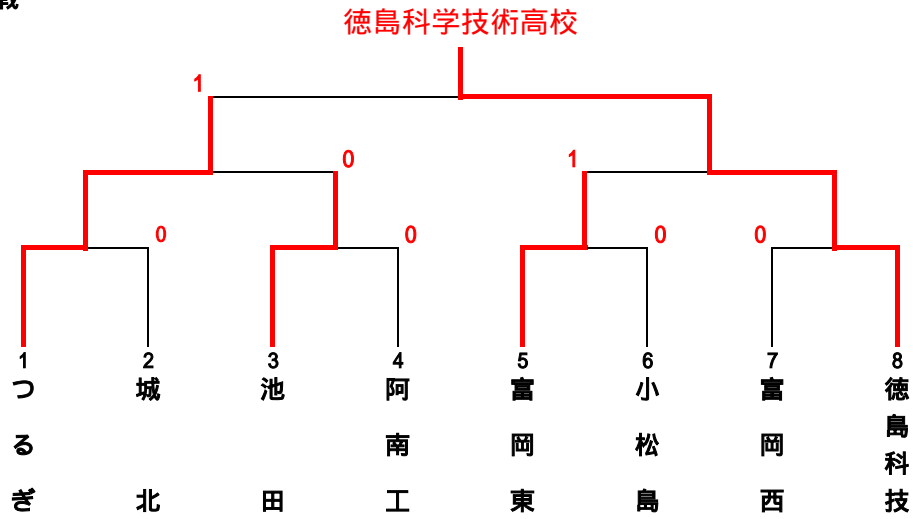 戦
徳島科学技術高校
1
0
1
0
0
0
0
1 2 3 4 5 6 7 8
つるぎ
城北
池田
阿南工
富岡東
小松島
富岡西
徳島科技